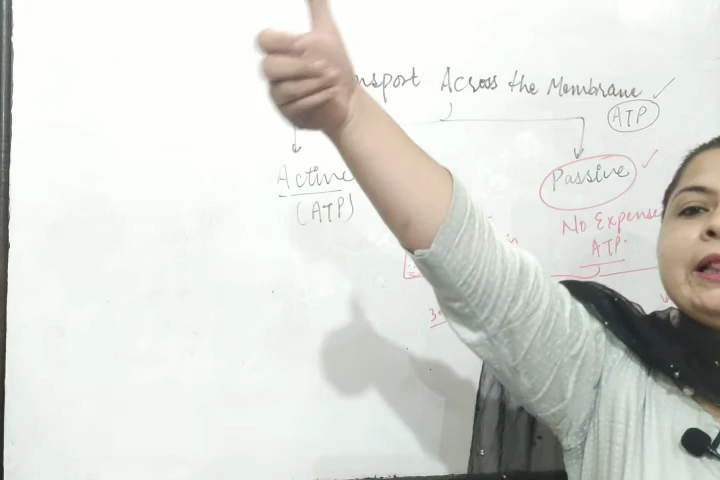 nsport Across the Membrane
ATP
Active
(ATP)
Passive
No Expense
ATP.